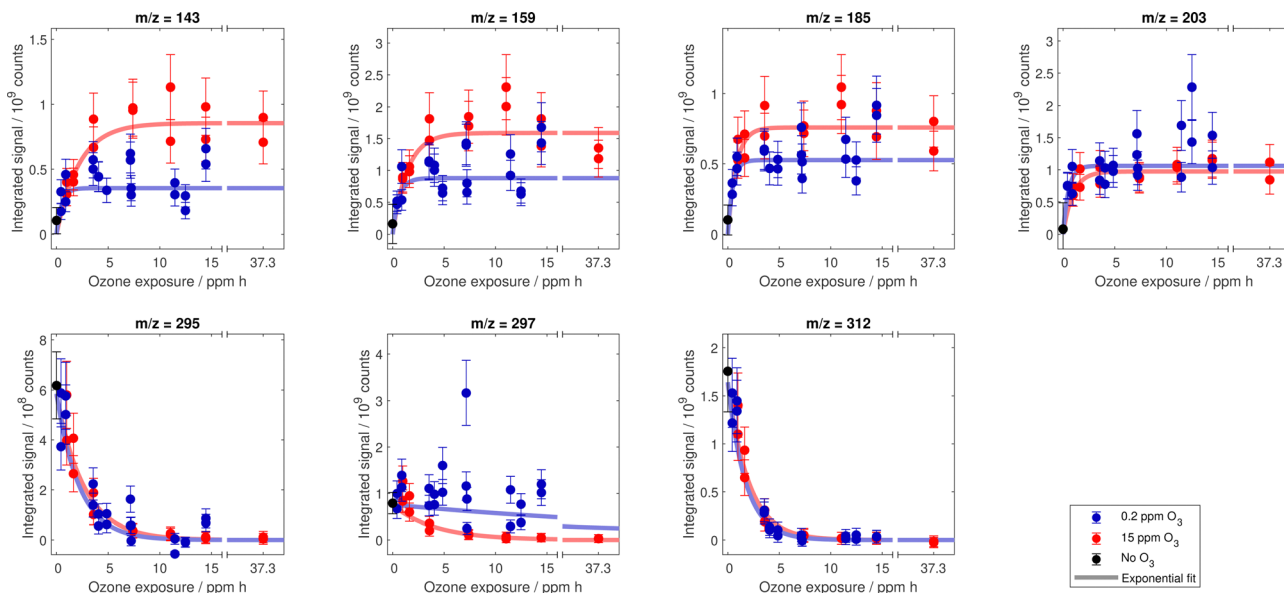 m/z = 143
Integrated signal / 10⁹ counts
1.5
1
0.5
0
0 5 10 15 37.3
Ozone exposure / ppm h
m/z = 159
Integrated signal / 10⁹ counts
3
2.5
2
1.5
1
0.5
0
0 5 10 15 37.3
Ozone exposure / ppm h
m/z = 185
Integrated signal / 10⁹ counts
1.5
1
0.5
0
0 5 10 15 37.3
Ozone exposure / ppm h
m/z = 203
Integrated signal / 10⁹ counts
3
2.5
2
1.5
1
0.5
0
0 5 10 15 37.3
Ozone exposure / ppm h
m/z = 295
Integrated signal / 10⁸ counts
8
6
4
2
0
0 5 10 15 37.3
Ozone exposure / ppm h
m/z = 297
Integrated signal / 10⁹ counts
4
3
2
1
0
0 5 10 15 37.3
Ozone exposure / ppm h
m/z = 312
Integrated signal / 10⁹ counts
2
1.5
1
0.5
0
0 5 10 15 37.3
Ozone exposure / ppm h
0.2 ppm O₃
15 ppm O₃
No O₃
Exponential fit